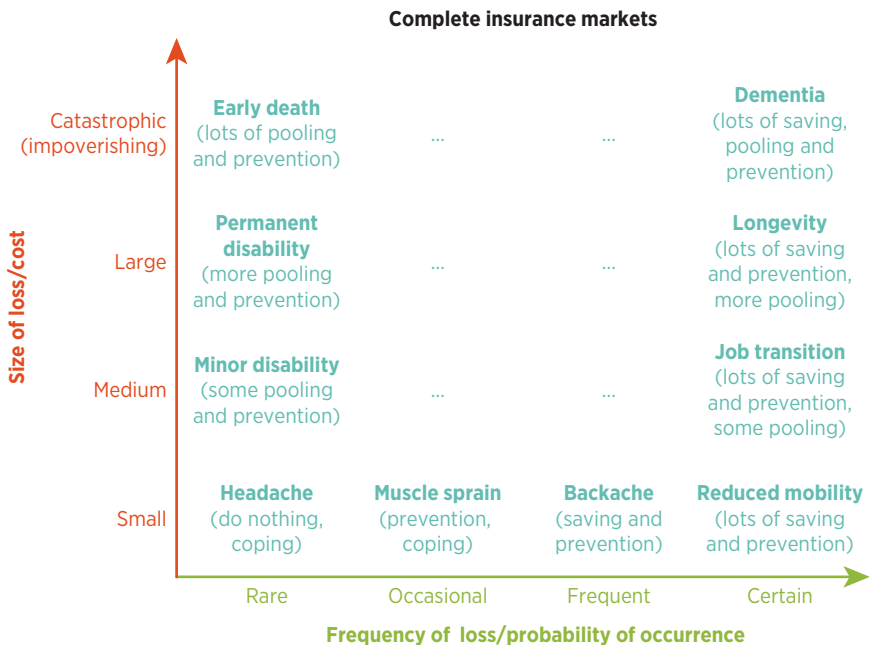 Complete insurance markets
Size of loss/cost
Catastrophic
(impoverishing)
Early death
(lots of pooling
and prevention)
...
...
Dementia
(lots of saving,
pooling and
prevention)
Large
Permanent
disability
(more pooling
and prevention)
...
...
Longevity
(lots of saving
and prevention,
more pooling)
Medium
Minor disability
(some pooling
and prevention)
...
...
Job transition
(lots of saving
and prevention,
some pooling)
Small
Headache
(do nothing,
coping)
Muscle sprain
(prevention,
coping)
Backache
(saving and
prevention)
Reduced mobility
(lots of saving
and prevention)
Rare
Occasional
Frequent
Certain
Frequency of loss/probability of occurrence